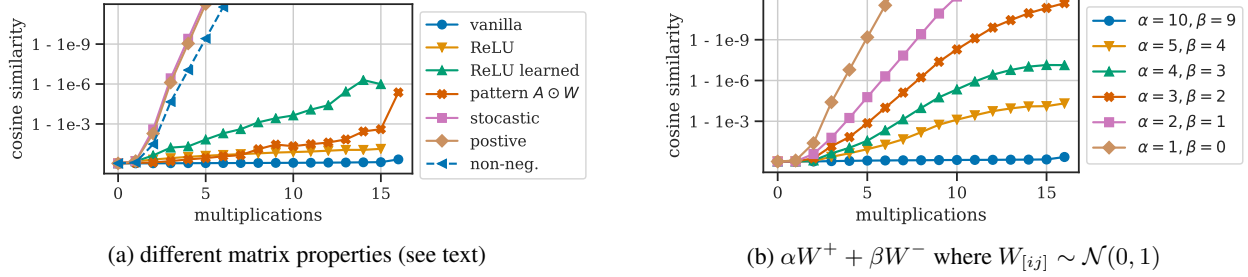 cosine similarity
1 - 1e-9
1 - 1e-6
1 - 1e-3
0
5
10
15
multiplications
vanilla
ReLU
ReLU learned
pattern A ⊙ W
stocastic
postive
non-neg.
(a) different matrix properties (see text)
cosine similarity
1 - 1e-9
1 - 1e-6
1 - 1e-3
0
5
10
15
multiplications
α = 10, β = 9
α = 5, β = 4
α = 4, β = 3
α = 3, β = 2
α = 2, β = 1
α = 1, β = 0
(b) αW⁺ + βW⁻ where W[ij] ∼ 𝒩(0, 1)